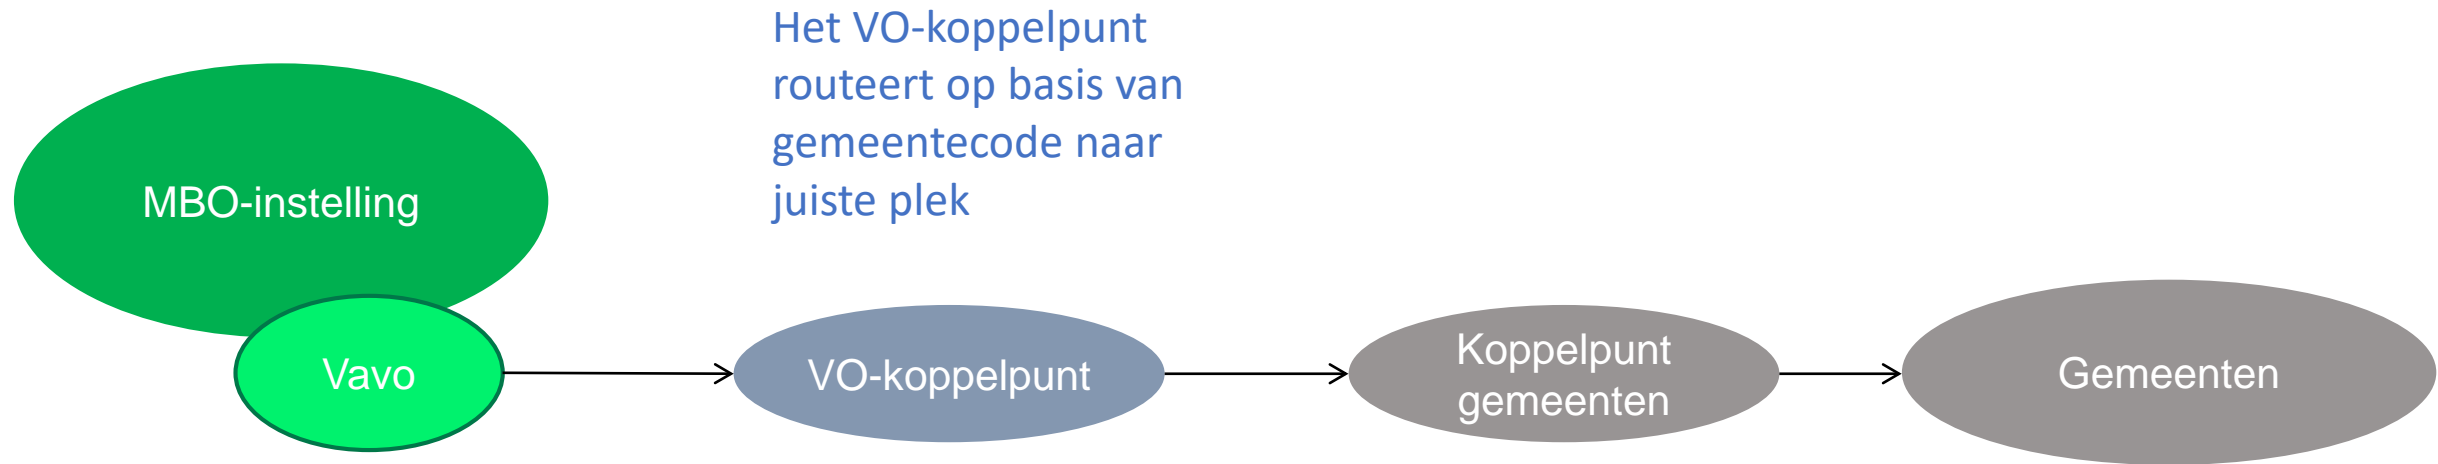 Het VO-koppelpunt
routeert op basis van
gemeentecode naar
juiste plek
MBO-instelling
Vavo
VO-koppelpunt
Koppelpunt
gemeenten
Gemeenten